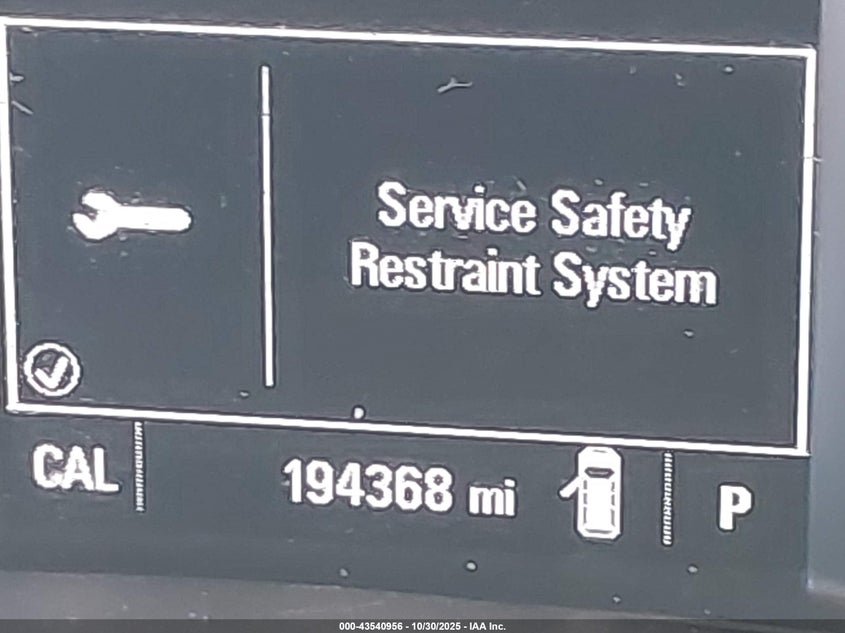 Service Safety
Restraint System
CAL 194368 mi P
000-43540956 - 10/30/2025 - IAA Inc.